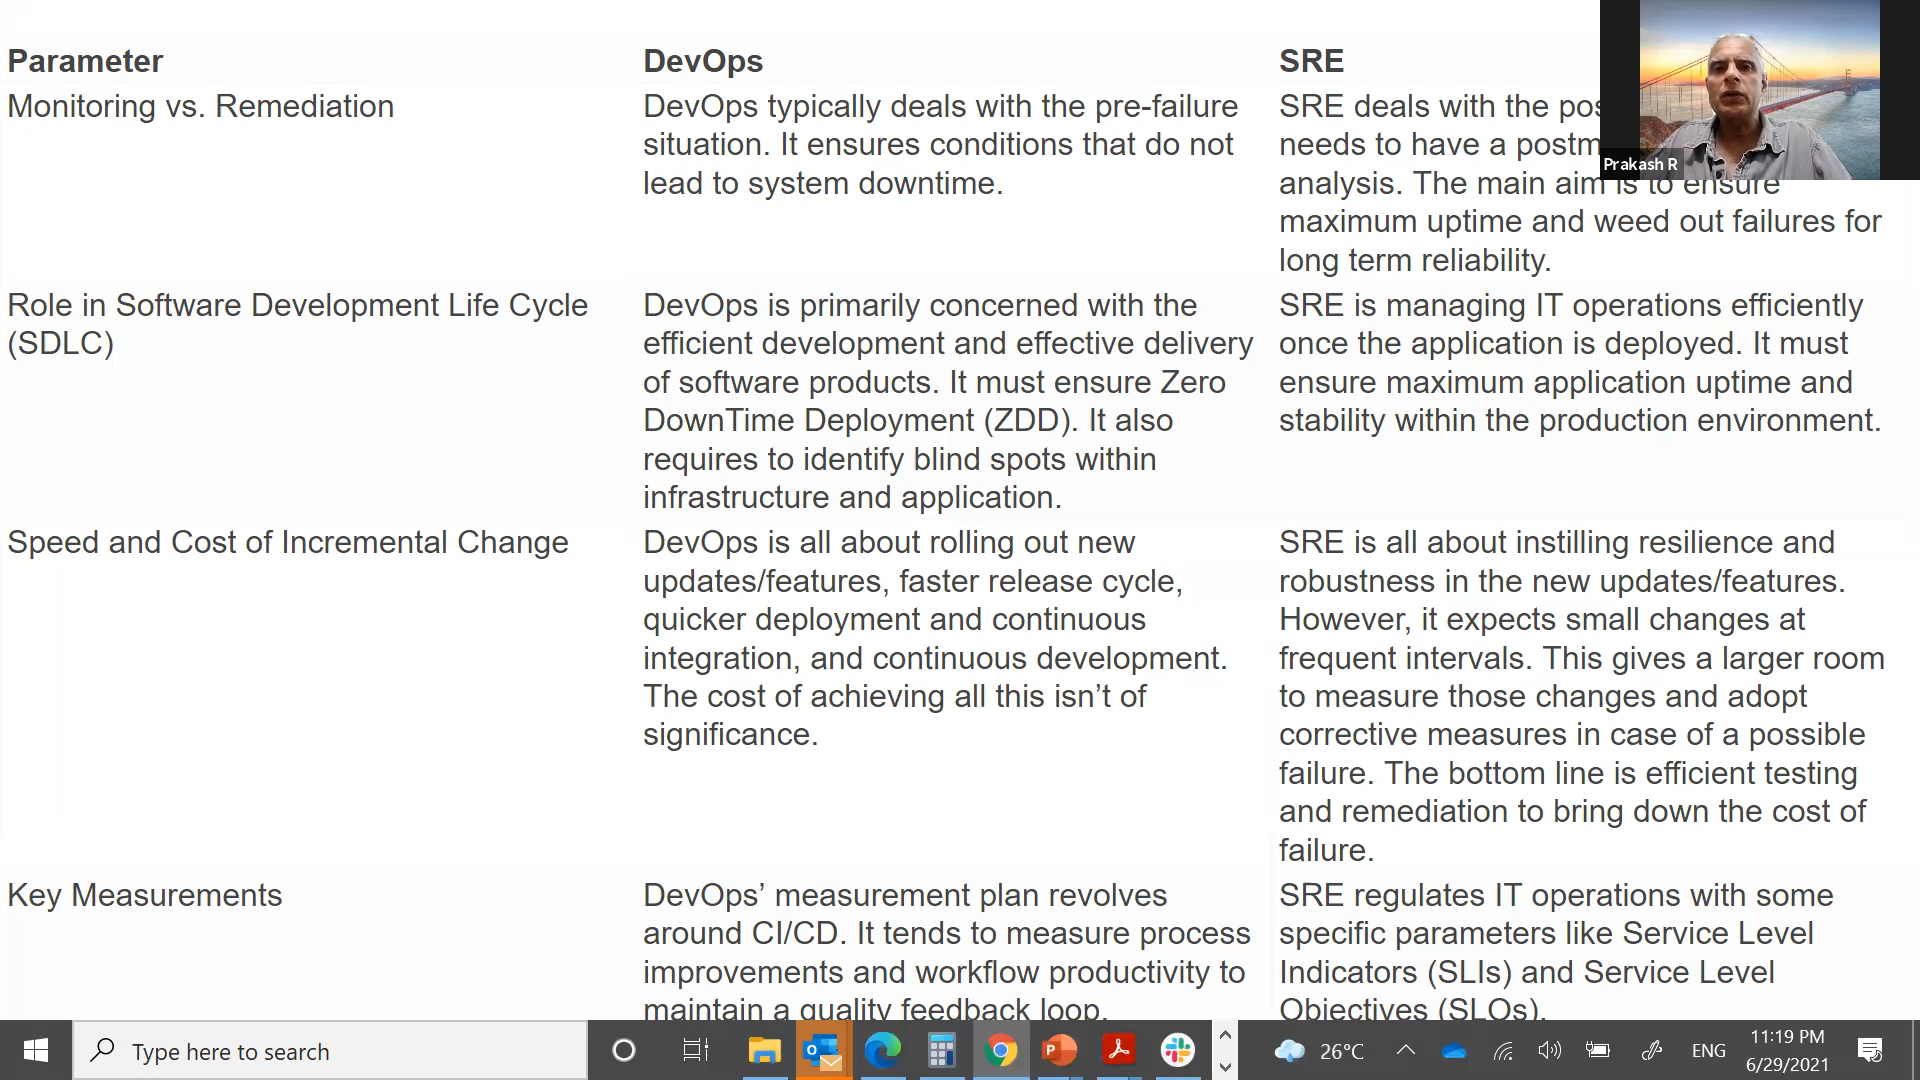 Parameter
DevOps
SRE
Monitoring vs. Remediation
DevOps typically deals with the pre-failure
situation. It ensures conditions that do not
lead to system downtime.
SRE deals with the
needs to have a
analysis. The main aim is to ensure
maximum uptime and weed out failures for
long term reliability.
Prakash R
Role in Software Development Life Cycle
(SDLC)
DevOps is primarily concerned with the
efficient development and effective delivery
of software products. It must ensure Zero
DownTime Deployment (ZDD). It also
requires to identify blind spots within
infrastructure and application.
SRE is managing IT operations efficiently
once the application is deployed. It must
ensure maximum application uptime and
stability within the production environment.
Speed and Cost of Incremental Change
DevOps is all about rolling out new
updates/features, faster release cycle,
quicker deployment and continuous
integration, and continuous development.
The cost of achieving all this isn’t of
significance.
SRE is all about instilling resilience and
robustness in the new updates/features.
However, it expects small changes at
frequent intervals. This gives a larger room
to measure those changes and adopt
corrective measures in case of a possible
failure. The bottom line is efficient testing
and remediation to bring down the cost of
failure.
Key Measurements
DevOps’ measurement plan revolves
around CI/CD. It tends to measure process
improvements and workflow productivity to
maintain a quality feedback loop.
SRE regulates IT operations with some
specific parameters like Service Level
Indicators (SLIs) and Service Level
Objectives (SLOs).
Type here to search
26°C
ENG
11:19 PM
6/29/2021